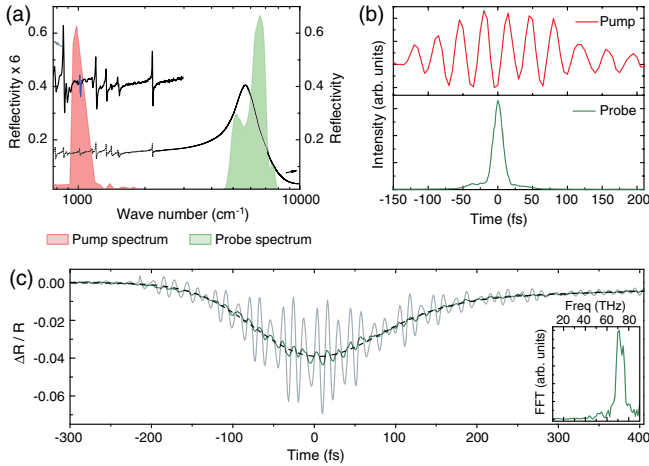 (a)
0.6
0.4
0.2
Reflectivity x 6
0.6
0.4
0.2
Reflectivity
1000
10000
Wave number (cm⁻¹)
Pump spectrum
Probe spectrum
(b)
Pump
Probe
Intensity (arb. units)
-150 -100 -50 0 50 100 150 200
Time (fs)
(c)
0.00
-0.02
-0.04
-0.06
ΔR / R
-300 -200 -100 0 100 200 300 400
Time (fs)
Freq (THz)
20 40 60 80
FFT (arb. units)